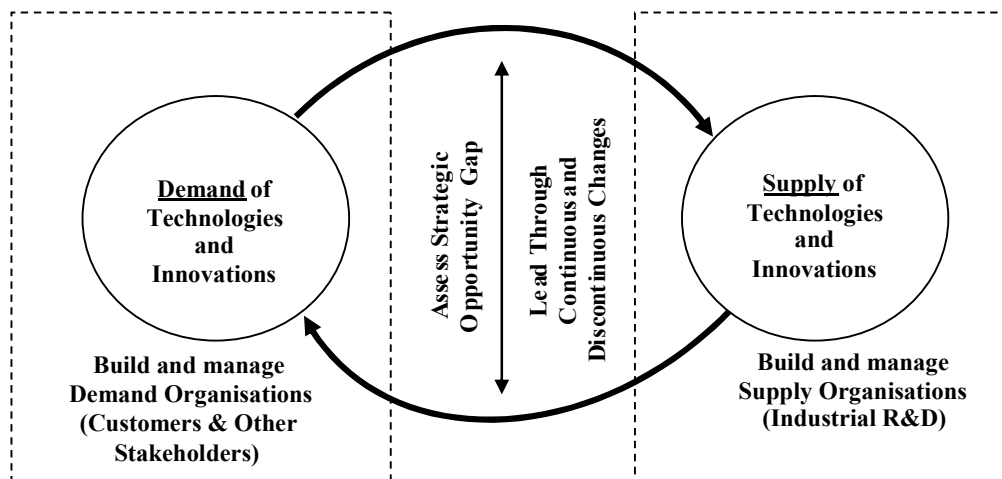 Demand of
Technologies
and
Innovations
Build and manage
Demand Organisations
(Customers & Other
Stakeholders)
Assess Strategic
Opportunity Gap
Lead Through
Continuous and
Discontinuous Changes
Supply of
Technologies
and
Innovations
Build and manage
Supply Organisations
(Industrial R&D)